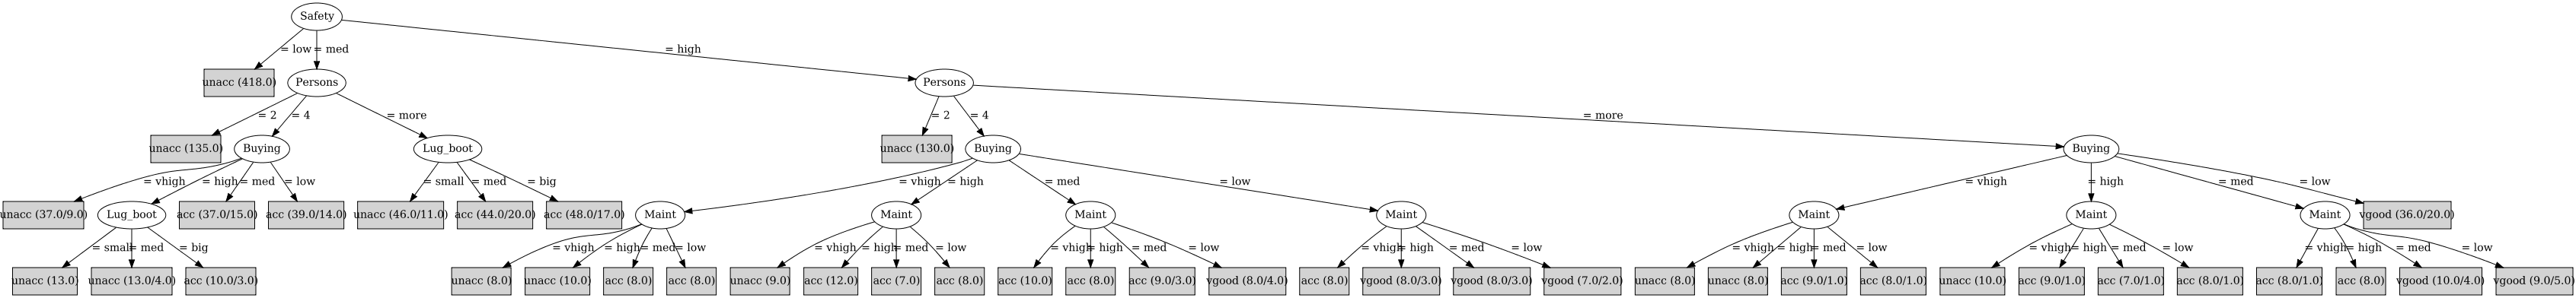 Safety
= low = med = high
unacc (418.0) Persons Persons
= 2 = 4 = more = 2 = 4 = more
unacc (135.0) Buying Lug_boot unacc (130.0) Buying Buying
= vhigh = high = med = low = small = med = big = vhigh = high = med = low = vhigh = high = med = low
unacc (37.0/9.0) Lug_boot acc (37.0/15.0) acc (39.0/14.0) unacc (46.0/11.0) acc (44.0/20.0) acc (48.0/17.0) Maint Maint Maint Maint Maint Maint Maint vgood (36.0/20.0)
= small = med = big = vhigh = high = med = low = vhigh = high = med = low = vhigh = high = med = low = vhigh = high = med = low = vhigh = high = med = low = vhigh = high = med = low = vhigh = high = med = low
unacc (13.0) unacc (13.0/4.0) acc (10.0/3.0) unacc (8.0) unacc (10.0) acc (8.0) acc (8.0) unacc (9.0) acc (12.0) acc (7.0) acc (8.0) acc (10.0) acc (8.0) acc (9.0/3.0) vgood (8.0/4.0) acc (8.0) vgood (8.0/3.0) vgood (8.0/3.0) vgood (7.0/2.0) unacc (8.0) unacc (8.0) acc (9.0/1.0) acc (8.0/1.0) unacc (10.0) acc (9.0/1.0) acc (7.0/1.0) acc (8.0/1.0) acc (8.0/1.0) acc (8.0) vgood (10.0/4.0) vgood (9.0/5.0)